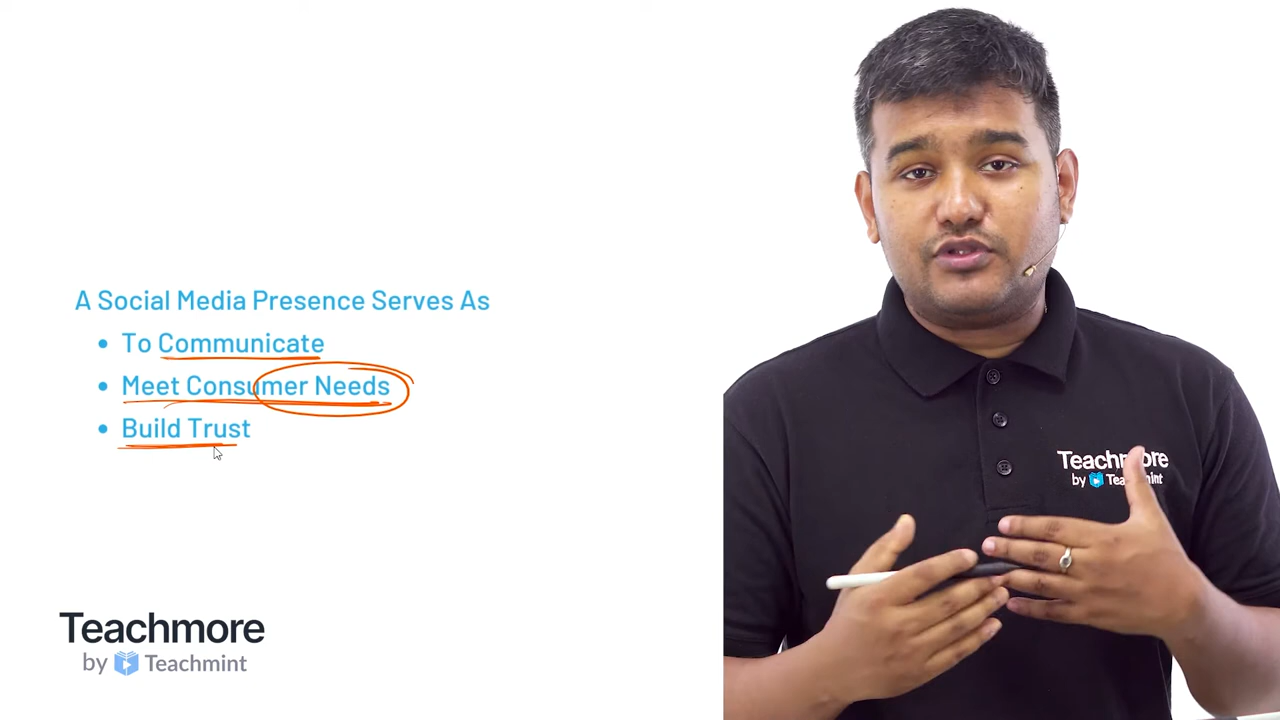 A Social Media Presence Serves As
• To Communicate
• Meet Consumer Needs
• Build Trust
Teachmore
by Teachmint
Teachmore
by Teachmint